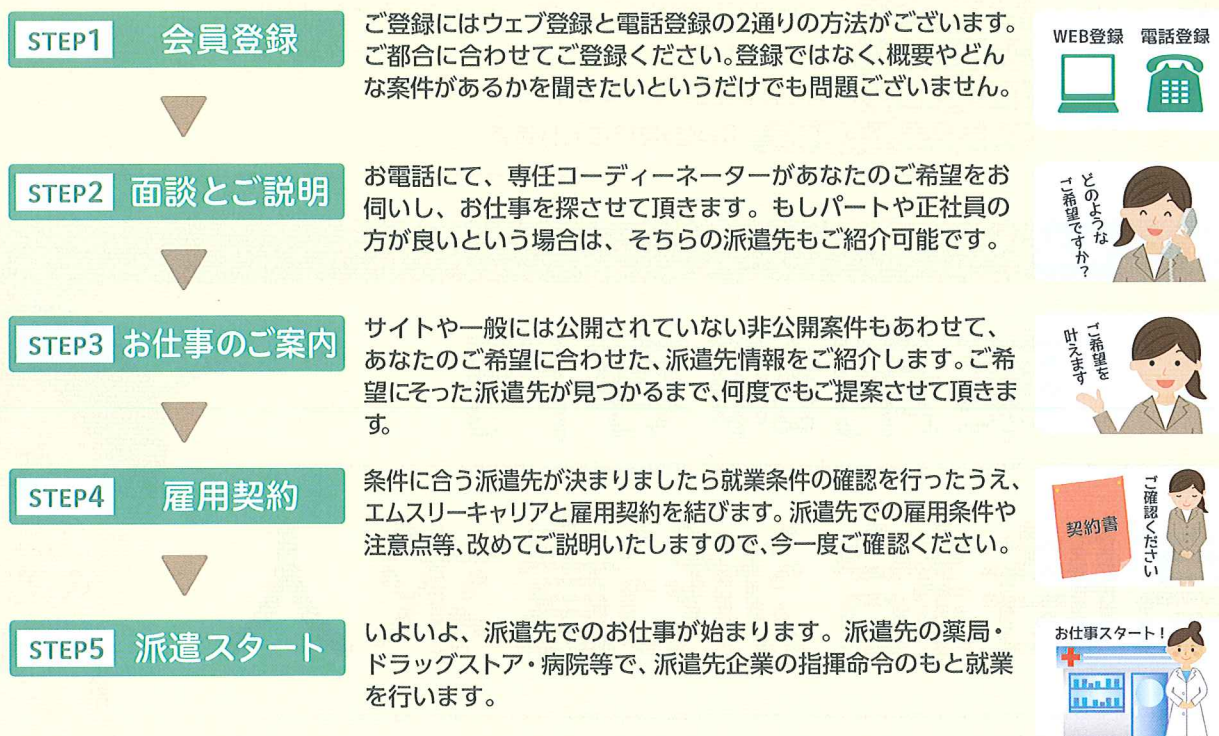 STEP1 会員登録
ご登録にはウェブ登録と電話登録の2通りの方法がございます。
ご都合に合わせてご登録ください。登録ではなく、概要やどん
な案件があるかを聞きたいというだけでも問題ございません。
WEB登録 電話登録
STEP2 面談とご説明
お電話にて、専任コーディーネーターがあなたのご希望をお
伺いし、お仕事を探させて頂きます。もしパートや正社員の
方が良いという場合は、そちらの派遣先もご紹介可能です。
どのような
ご希望ですか?
STEP3 お仕事のご案内
サイトや一般には公開されていない非公開案件もあわせて、
あなたのご希望に合わせた、派遣先情報をご紹介します。ご希
望にそった派遣先が見つかるまで、何度でもご提案させて頂きま
す。
ご希望を
叶えます
STEP4 雇用契約
条件に合う派遣先が決まりましたら就業条件の確認を行ったうえ、
エムスリーキャリアと雇用契約を結びます。派遣先での雇用条件や
注意点等、改めてご説明いたしますので、今一度ご確認ください。
契約書
ご確認ください
STEP5 派遣スタート
いよいよ、派遣先でのお仕事が始まります。派遣先の薬局・
ドラッグストア・病院等で、派遣先企業の指揮命令のもと就業
を行います。
お仕事スタート!